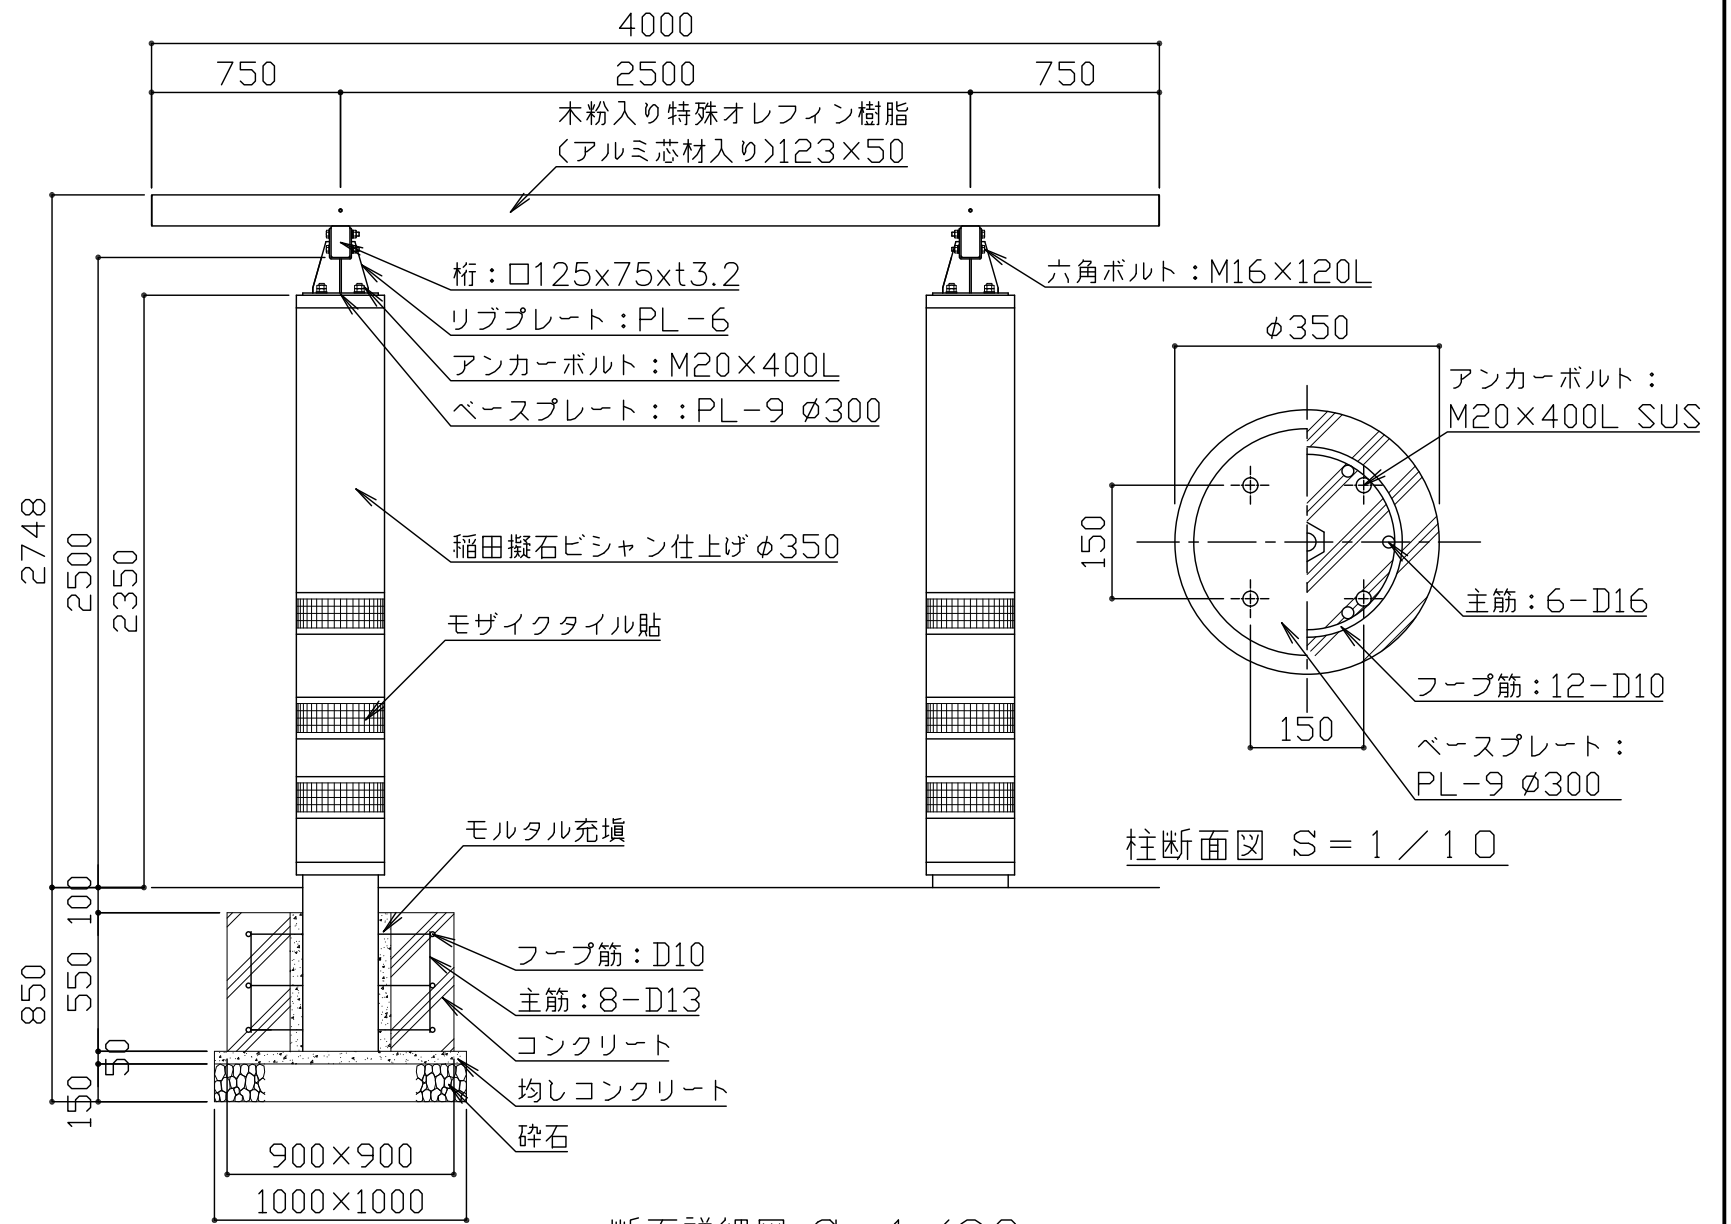 4000
750
2500
750
木粉入り特殊オレフィン樹脂
(アルミ芯材入り)123×50
桁：□125x75xt3.2
リブプレート：PL-6
アンカーボルト：M20×400L
ベースプレート：：PL-9 φ300
六角ボルト：M16×120L
φ350
アンカーボルト：
M20×400L SUS
2748
2500
2350
稲田擬石ビシャン仕上げφ350
150
モザイクタイル貼
主筋：6-D16
フープ筋：12-D10
150
ベースプレート：
PL-9 φ300
モルタル充塡
柱断面図 S=1/10
100
850
550
50
150
フープ筋：D10
主筋：8-D13
コンクリート
均しコンクリート
砕石
900×900
1000×1000